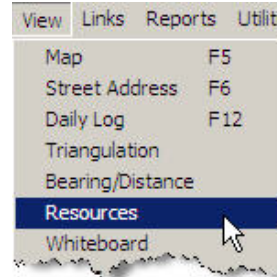 View Links Reports Utilit
Map F5
Street Address F6
Daily Log F12
Triangulation
Bearing/Distance
Resources
Whiteboard